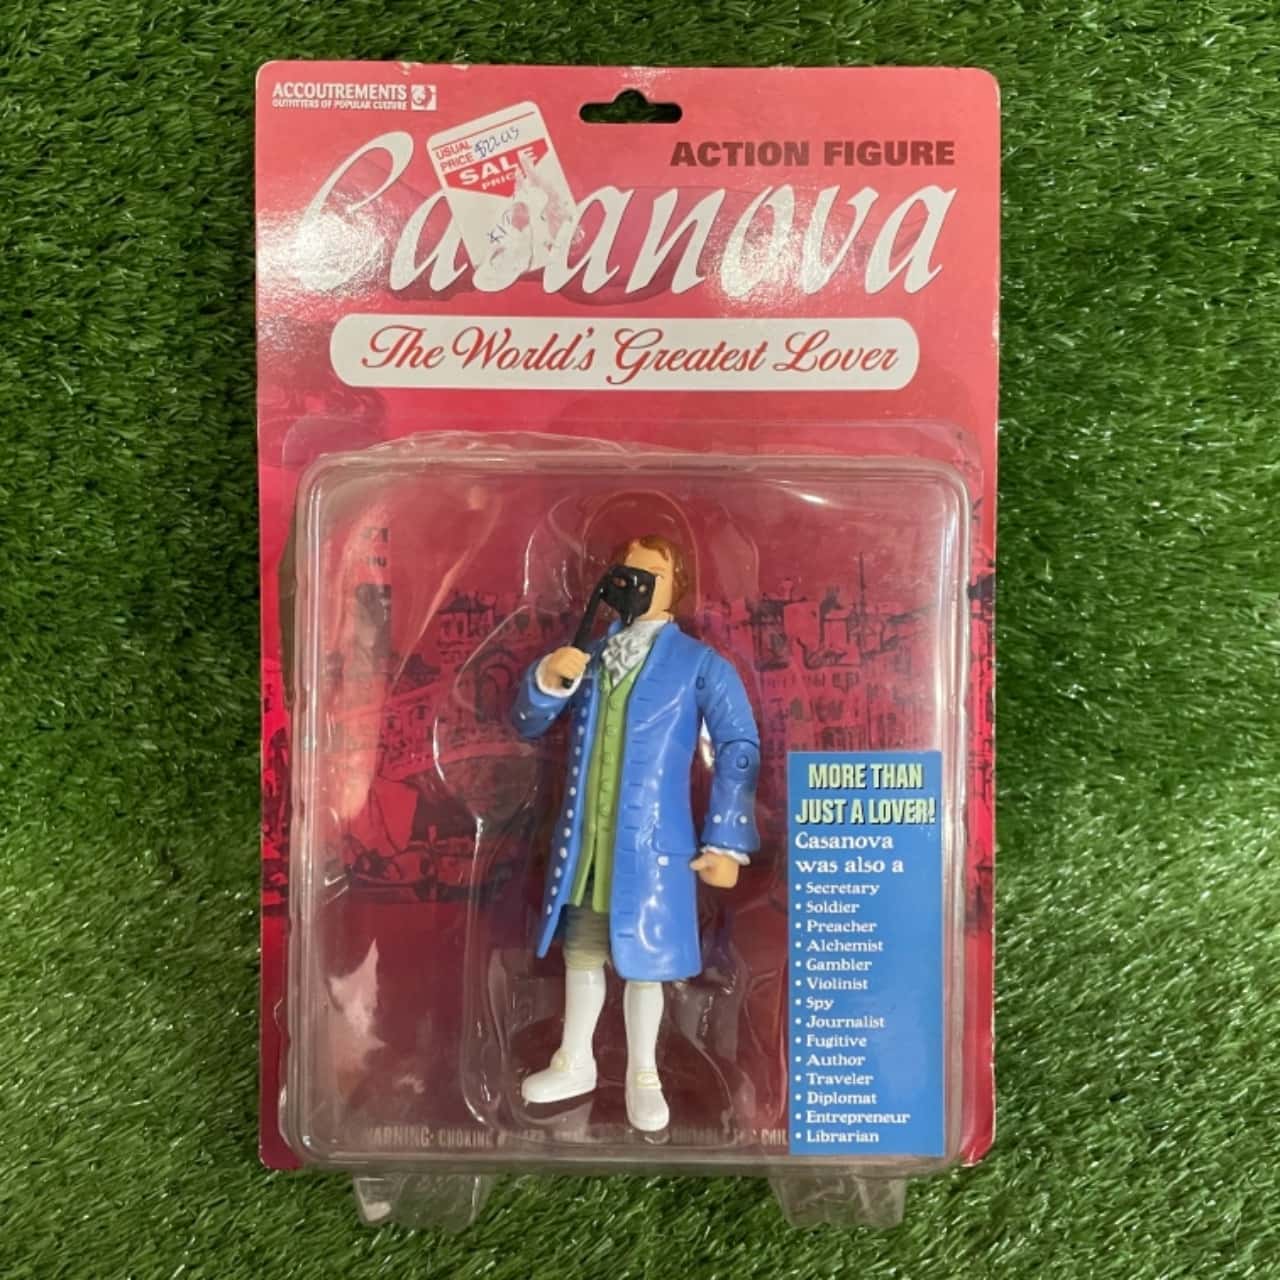 ACCOUTREMENTS
OUTFITTERS OF POPULAR CULTURE
USUAL
PRICE
SALE
PRICE
ACTION FIGURE
Casanova
The World's Greatest Lover
MORE THAN
JUST A LOVER!
Casanova
was also a
• Secretary
• Soldier
• Preacher
• Alchemist
• Gambler
• Violinist
• Spy
• Journalist
• Fugitive
• Author
• Traveler
• Diplomat
• Entrepreneur
• Librarian
WARNING: CHOKING